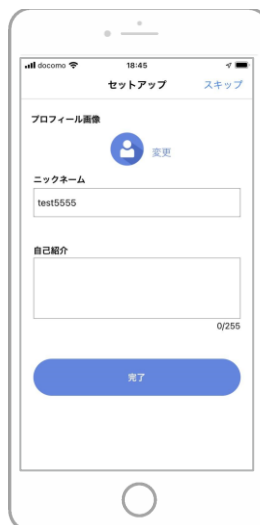 docomo 18:45
セットアップ スキップ
プロフィール画像
変更
ニックネーム
test5555
自己紹介
0/255
完了